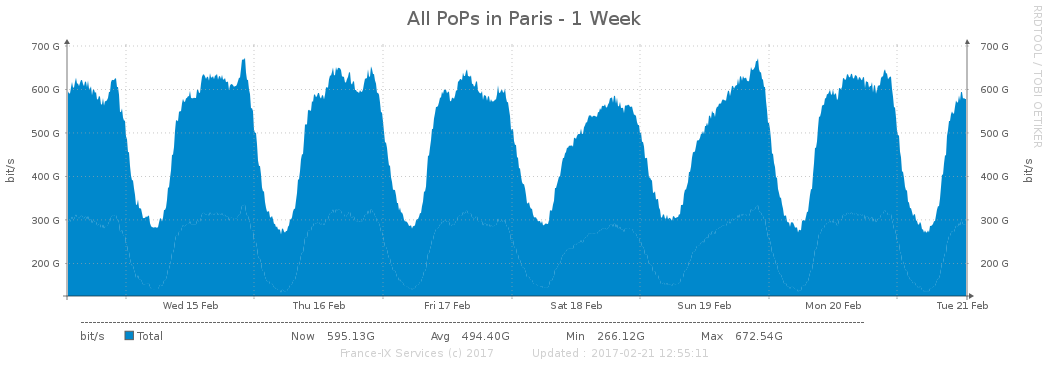 All PoPs in Paris - 1 Week
RRDTOOL / TOBI OETIKER
700 G 700 G
600 G 600 G
500 G 500 G
400 G 400 G
300 G 300 G
200 G 200 G
bit/s bit/s
Wed 15 Feb Thu 16 Feb Fri 17 Feb Sat 18 Feb Sun 19 Feb Mon 20 Feb Tue 21 Feb
bit/s Total Now 595.13G Avg 494.40G Min 266.12G Max 672.54G
France-IX Services (c) 2017 Updated : 2017-02-21 12:55:11